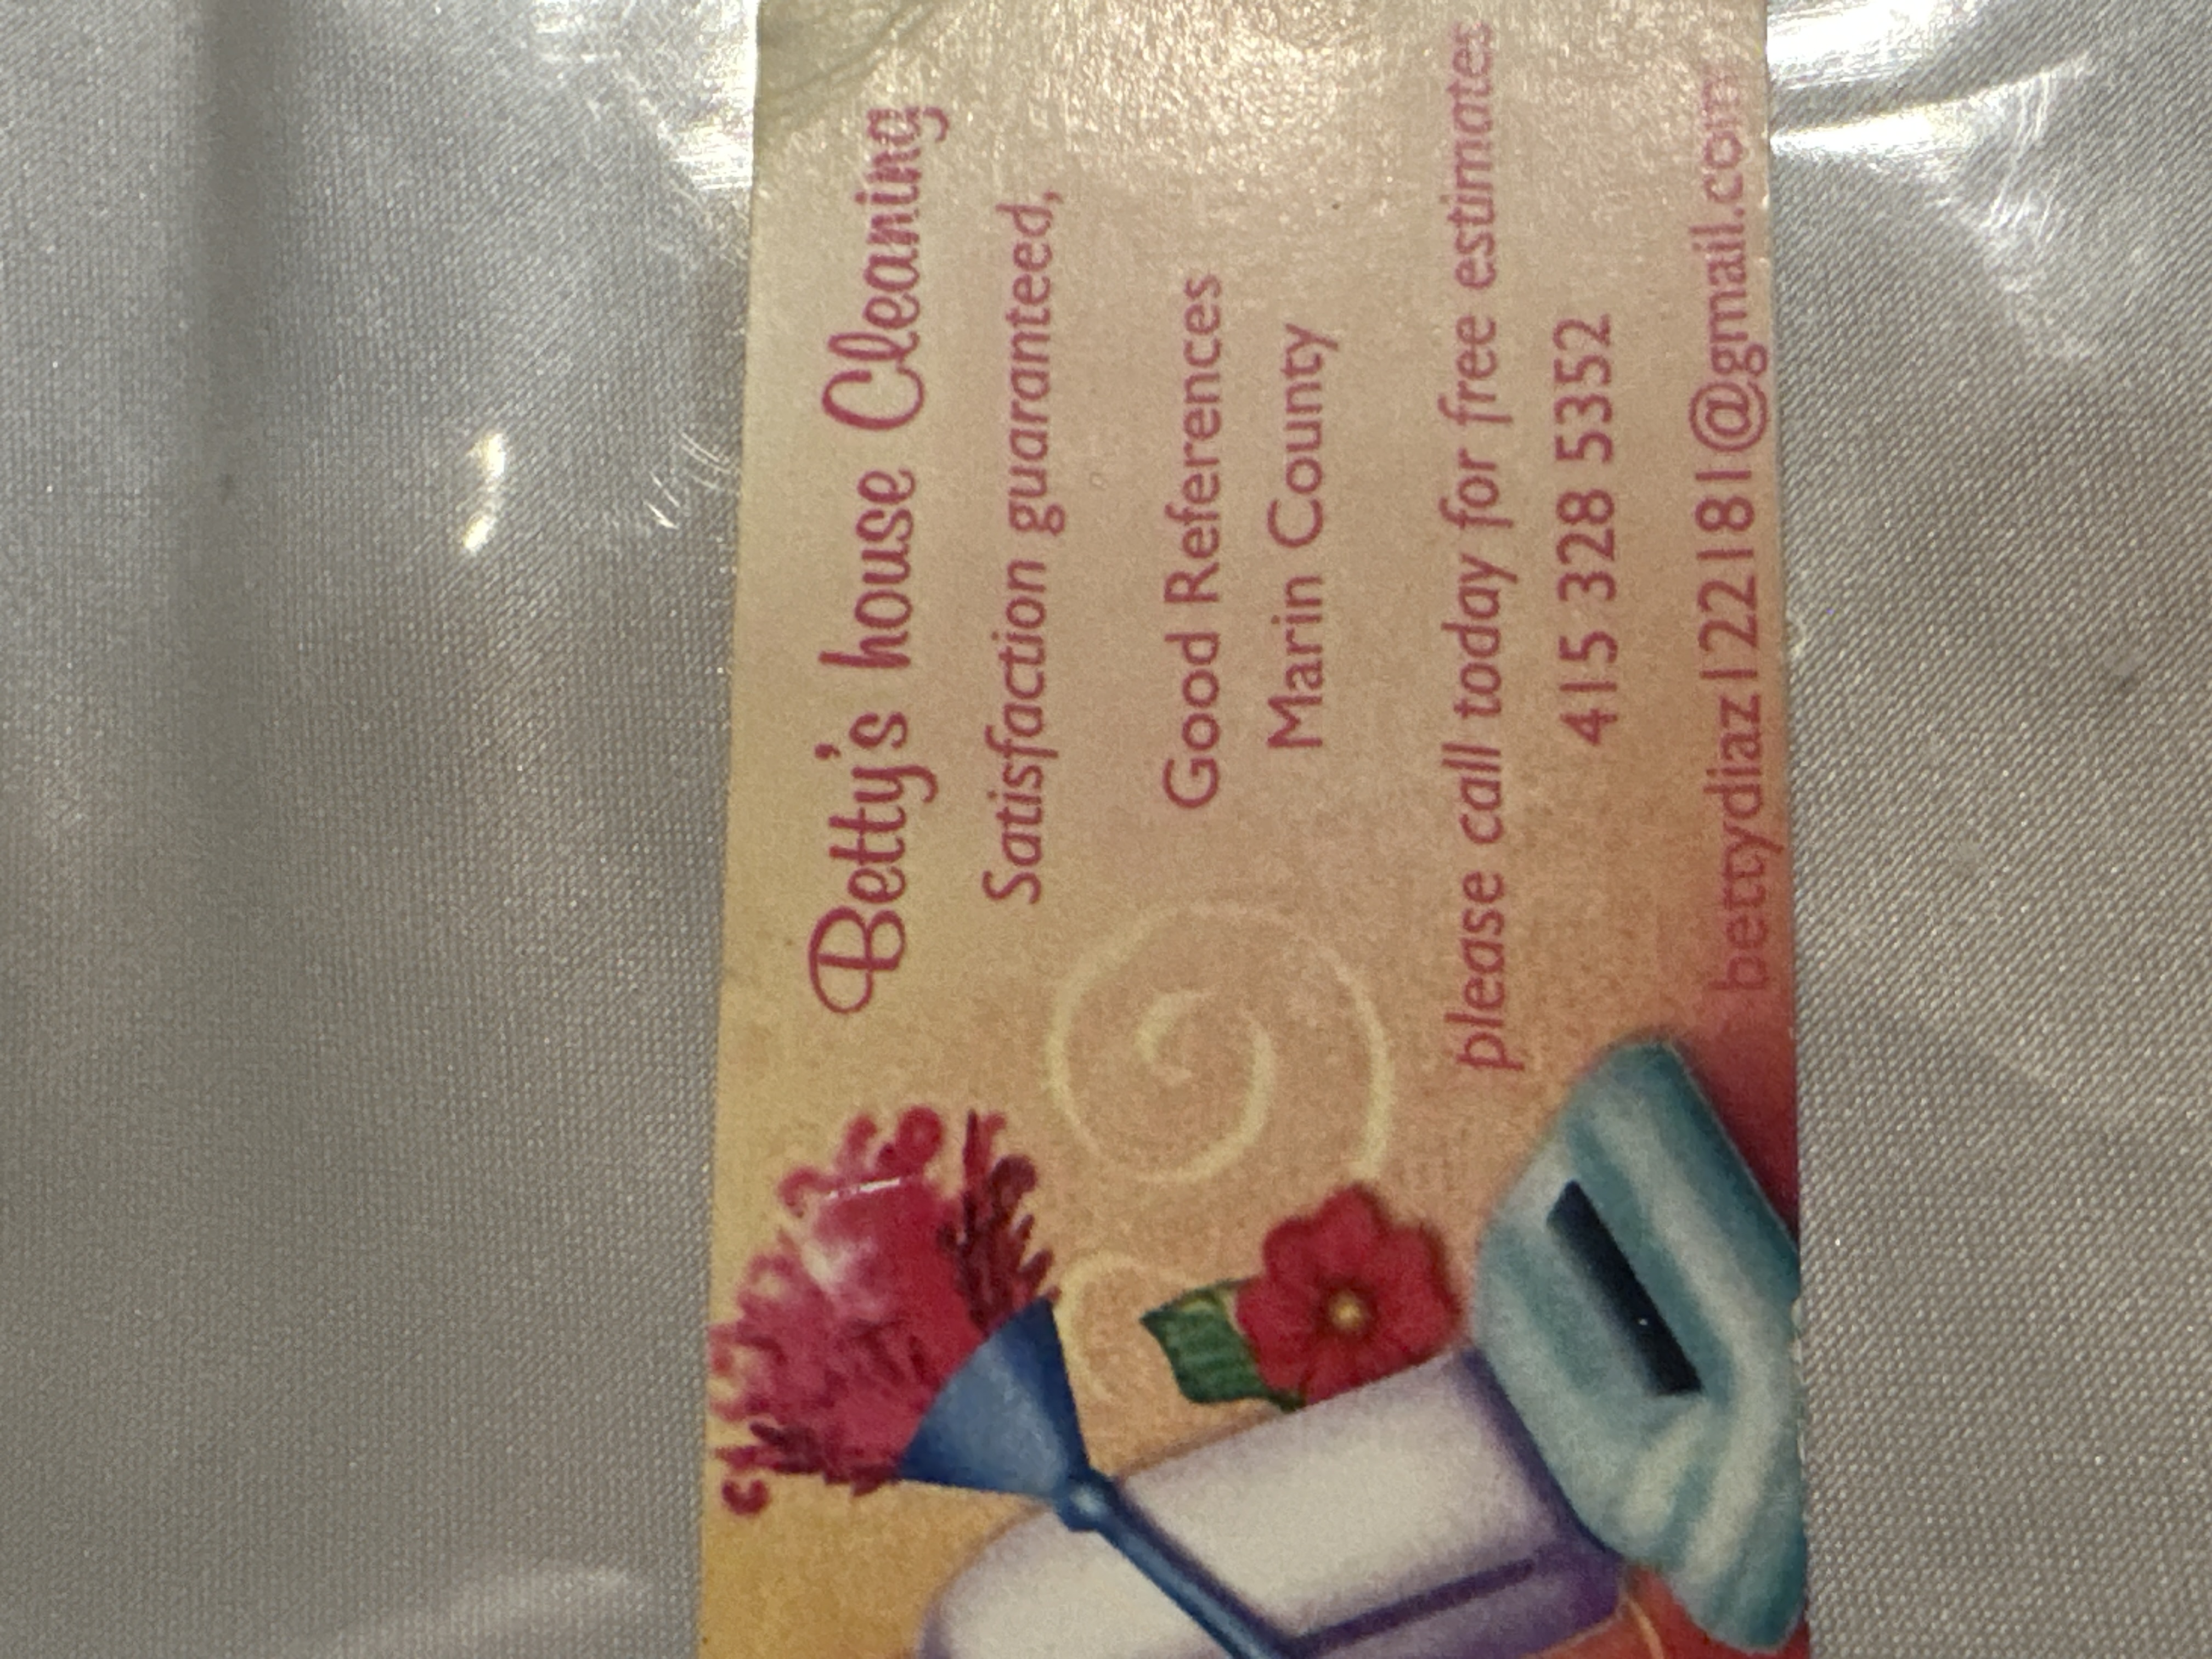 Betty's house Cleaning
Satisfaction guaranteed,
Good References
Marin County
please call today for free estimates
415 328 5352
bettydiaz122181@gmail.com